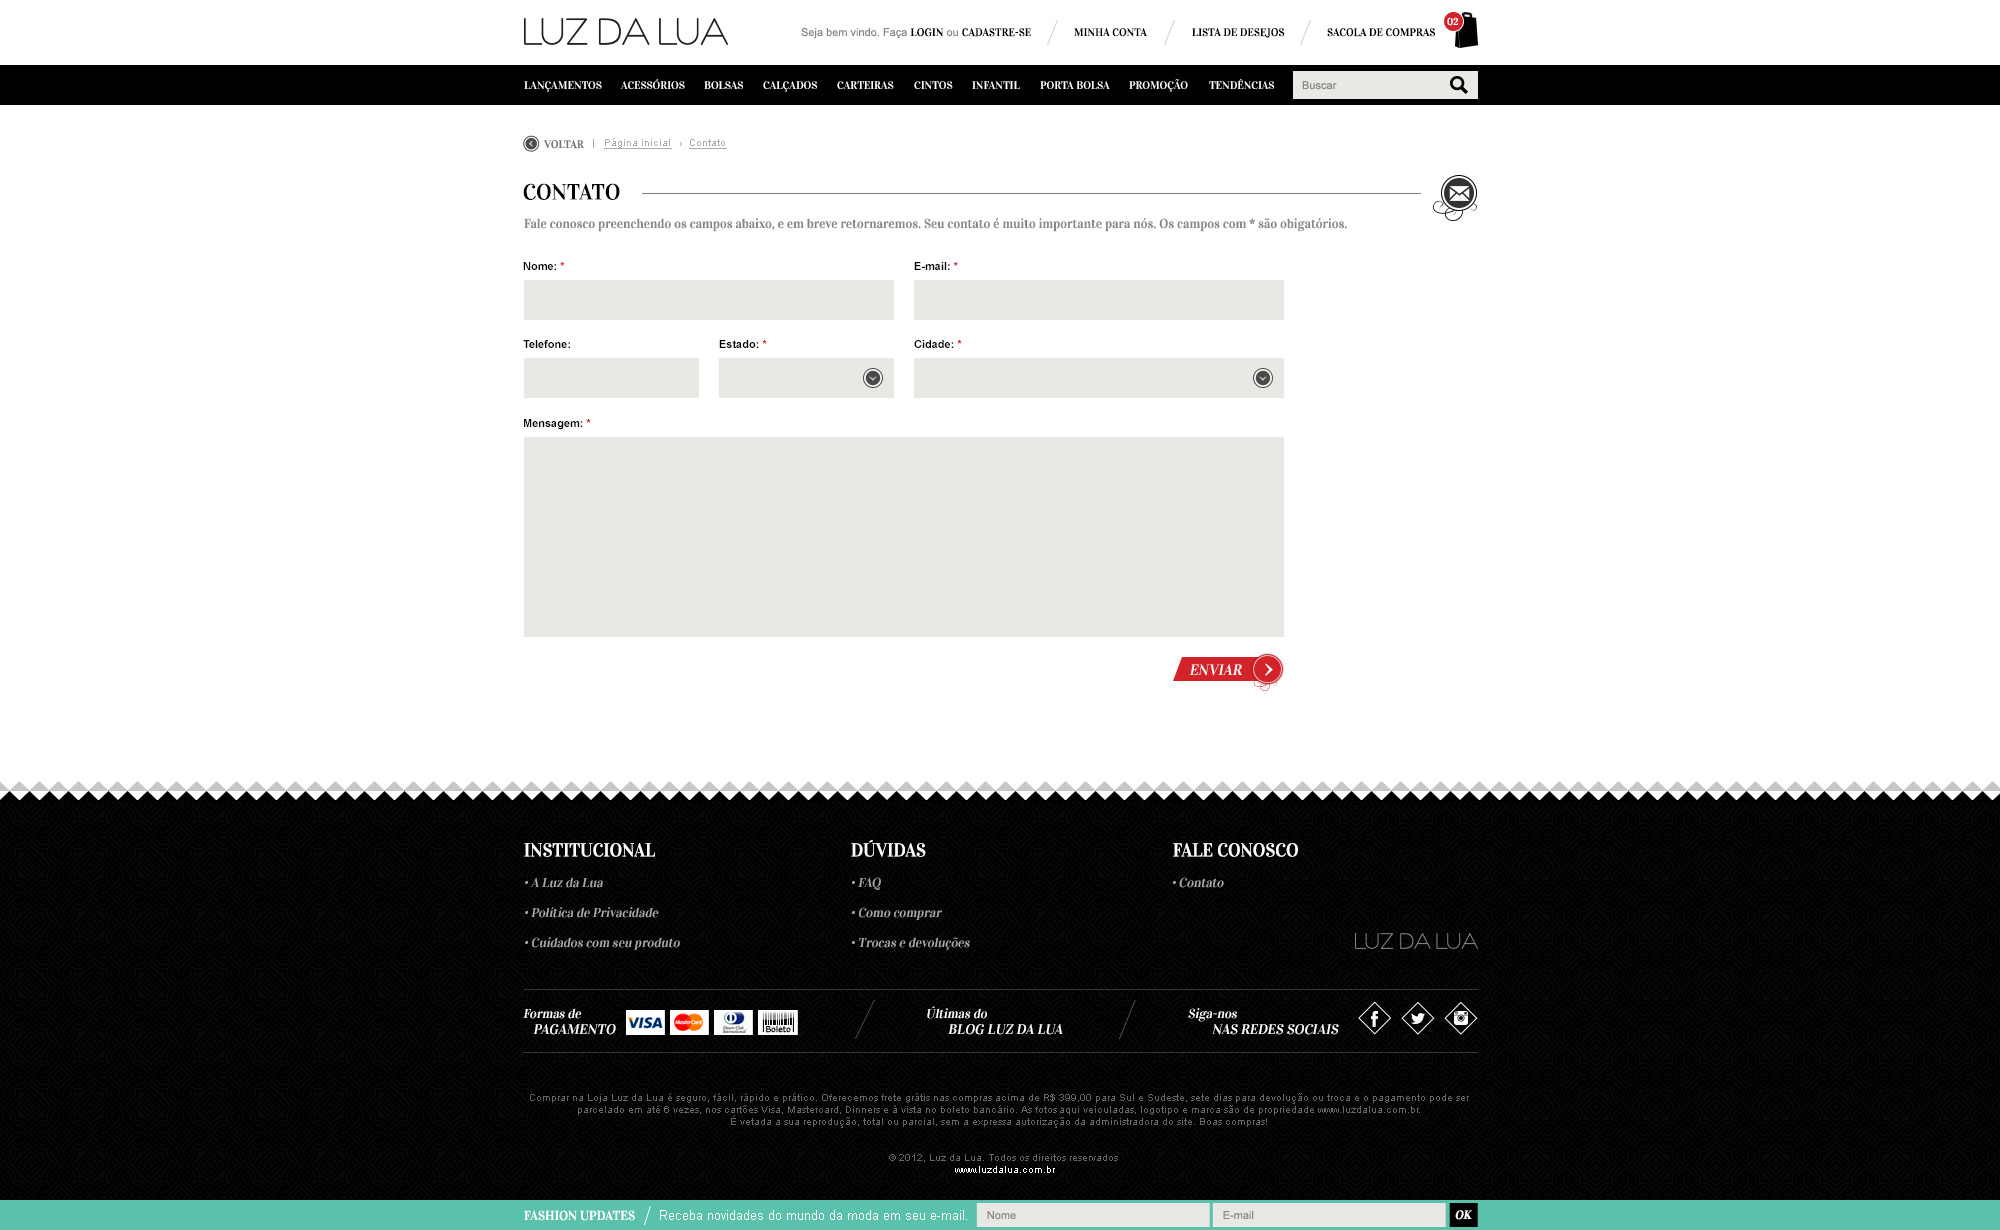 LUZ DA LUA
Seja bem vindo. Faça LOGIN ou CADASTRE-SE
MINHA CONTA
LISTA DE DESEJOS
SACOLA DE COMPRAS
02
LANÇAMENTOS ACESSÓRIOS BOLSAS CALÇADOS CARTEIRAS CINTOS INFANTIL PORTA BOLSA PROMOÇÃO TENDÊNCIAS
Buscar
VOLTAR | Página inicial › Contato
CONTATO
Fale conosco preenchendo os campos abaixo, e em breve retornaremos. Seu contato é muito importante para nós. Os campos com * são obigatórios.
Nome: *
E-mail: *
Telefone:
Estado: *
Cidade: *
Mensagem: *
ENVIAR
INSTITUCIONAL
• A Luz da Lua
• Política de Privacidade
• Cuidados com seu produto
DÚVIDAS
• FAQ
• Como comprar
• Trocas e devoluções
FALE CONOSCO
• Contato
LUZ DA LUA
Formas de
PAGAMENTO
VISA
MasterCard
Diners Club
International
Boleto
Últimas do
BLOG LUZ DA LUA
Siga-nos
NAS REDES SOCIAIS
Comprar na Loja Luz da Lua é seguro, fácil, rápido e prático. Oferecemos frete grátis nas compras acima de R$ 399,00 para Sul e Sudeste, sete dias para devolução ou troca e o pagamento pode ser
parcelado em até 6 vezes, nos cartões Visa, Mastercard, Dinners e à vista no boleto bancário. As fotos aqui veiculadas, logotipo e marca são de propriedade www.luzdalua.com.br.
É vetada a sua reprodução, total ou parcial, sem a expressa autorização da administradora do site. Boas compras!
© 2012, Luz da Lua. Todos os direitos reservados
www.luzdalua.com.br
FASHION UPDATES / Receba novidades do mundo da moda em seu e-mail.
Nome
E-mail
OK